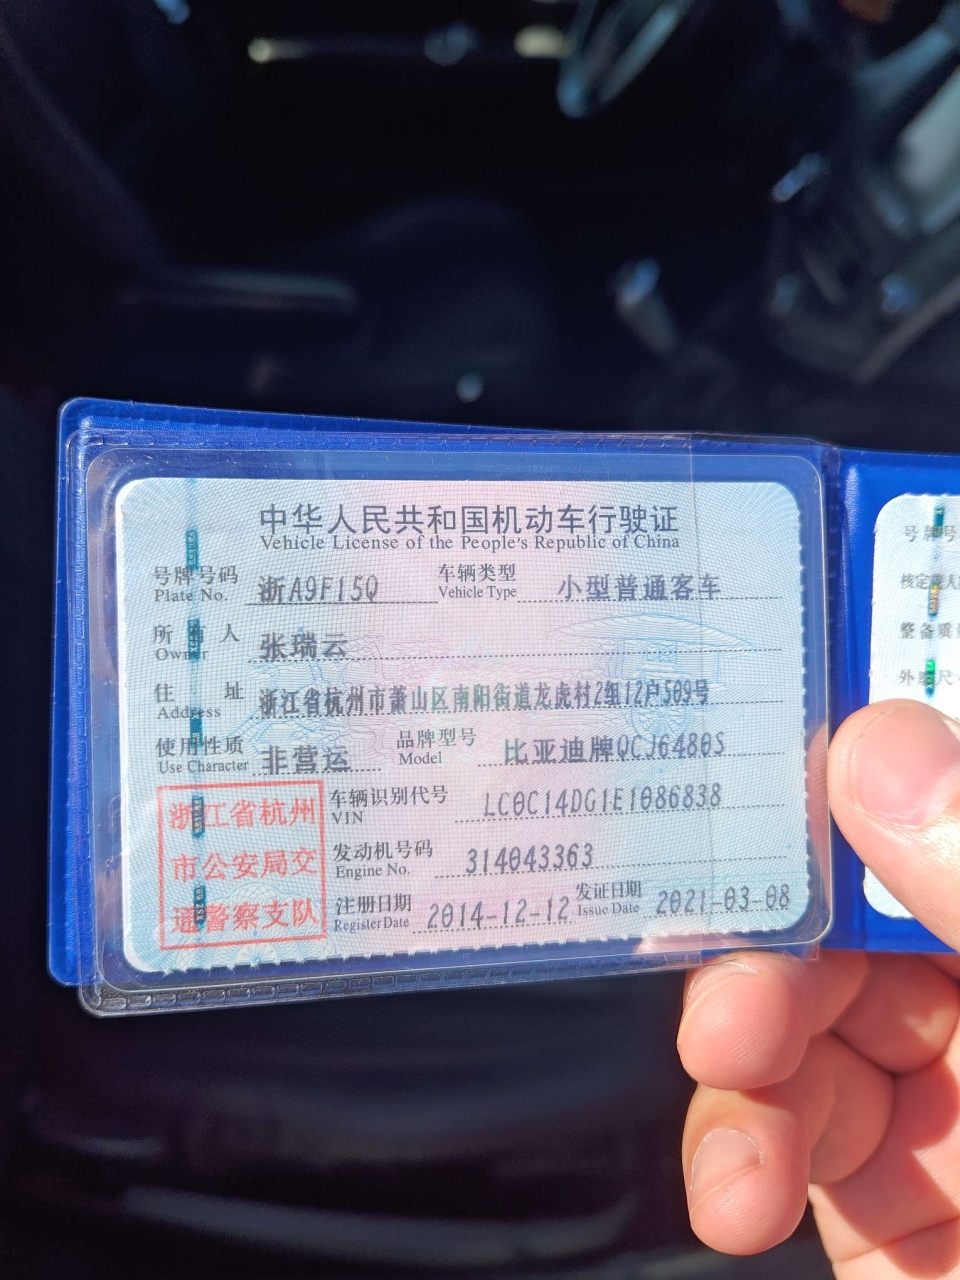 中华人民共和国机动车行驶证
Vehicle License of the People's Republic of China
号牌号码 浙A9F15Q 车辆类型 小型普通客车
Plate No. Vehicle Type
所有人 张瑞云
Owner
住址 浙江省杭州市萧山区南阳街道龙虎村2组12户509号
Address
使用性质 非营运 品牌型号 比亚迪牌QCJ6480S
Use Character Model
浙江省杭州
市公安局交
通警察支队
车辆识别代号 LC0C14DG1E1086838
VIN
发动机号码 314043363
Engine No.
注册日期 2014-12-12 发证日期 2021-03-08
Register Date Issue Date
号牌号
核定载人
整备质
外廓尺